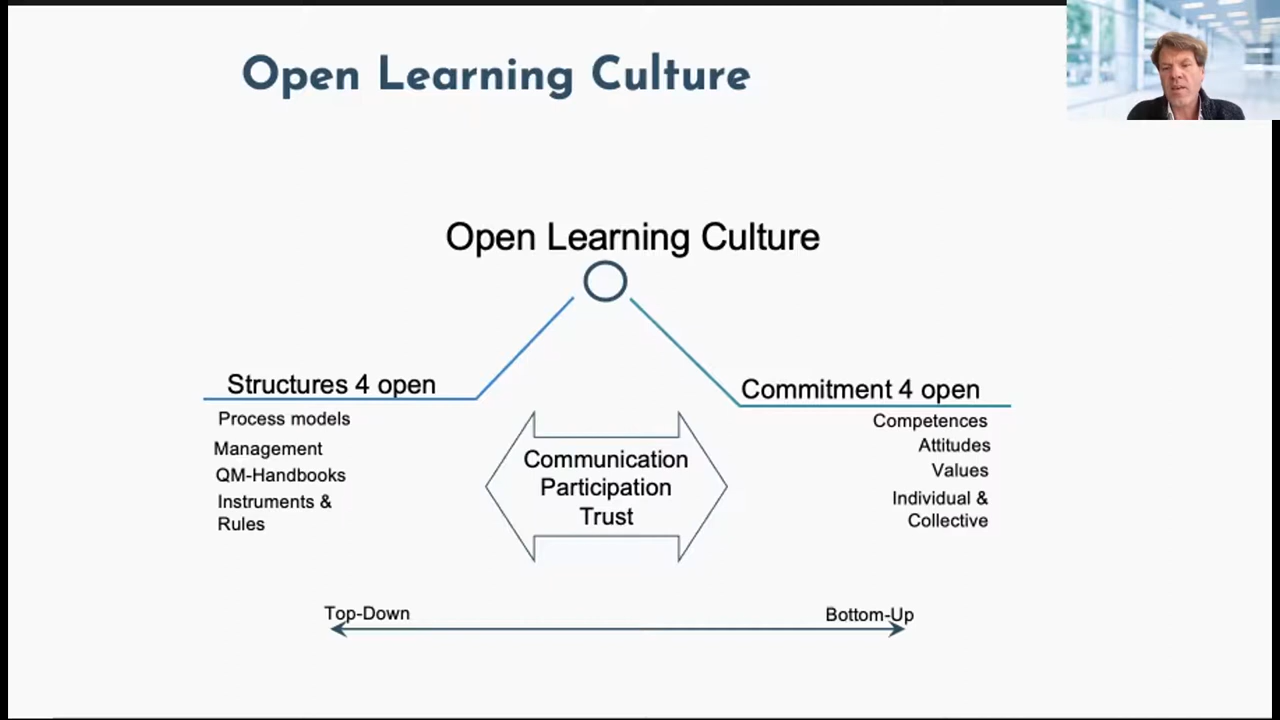 Open Learning Culture
Open Learning Culture
Structures 4 open
Process models
Management
QM-Handbooks
Instruments &
Rules
Communication
Participation
Trust
Commitment 4 open
Competences
Attitudes
Values
Individual &
Collective
Top-Down
Bottom-Up